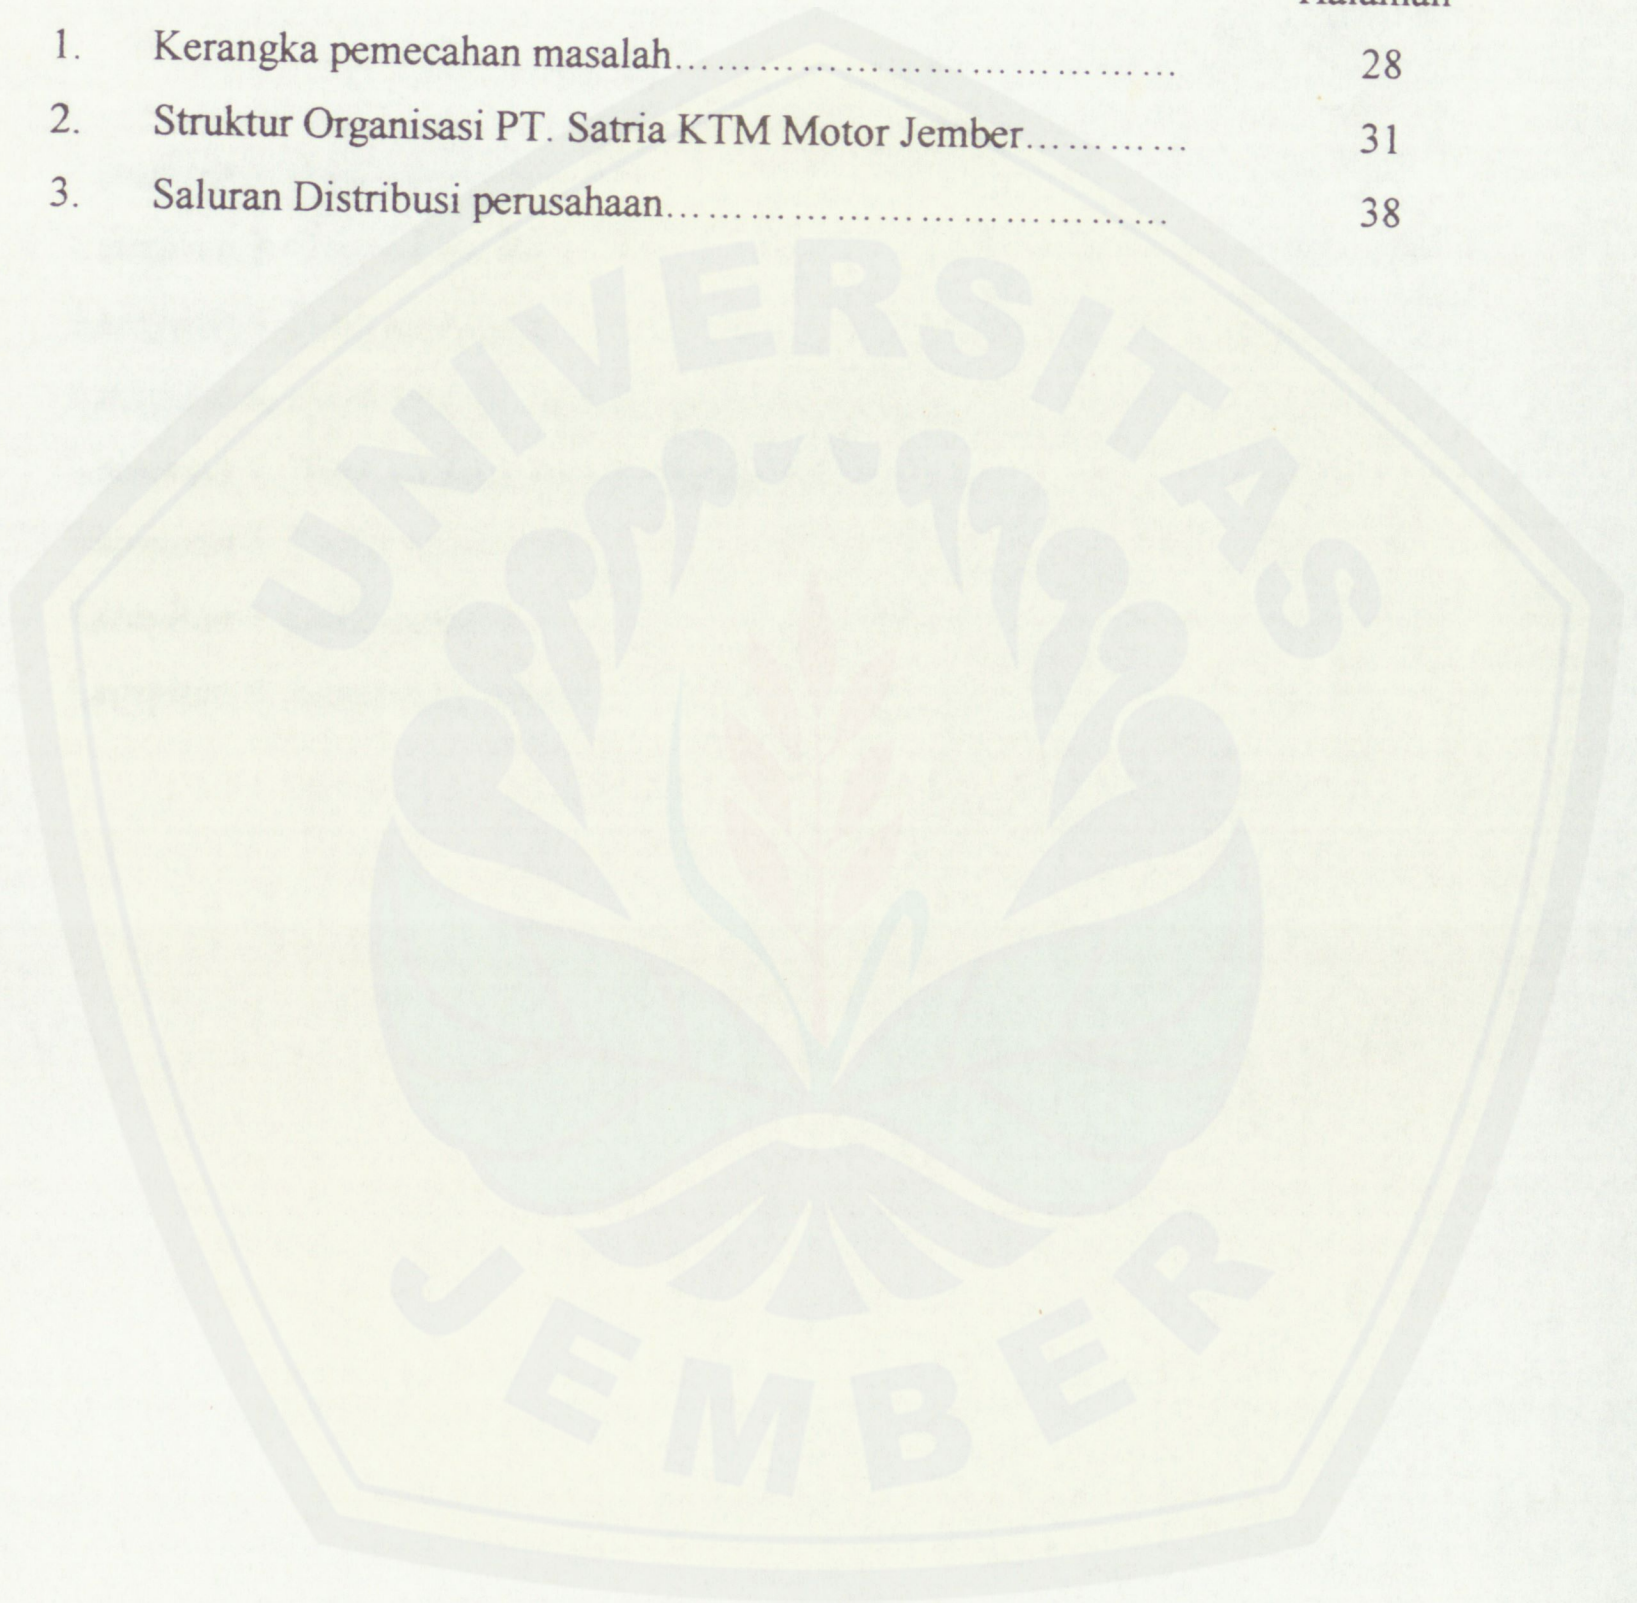 Halaman
1. Kerangka pemecahan masalah....................................... 28
2. Struktur Organisasi PT. Satria KTM Motor Jember............ 31
3. Saluran Distribusi perusahaan....................................... 38
UNIVERSITAS
JEMBER